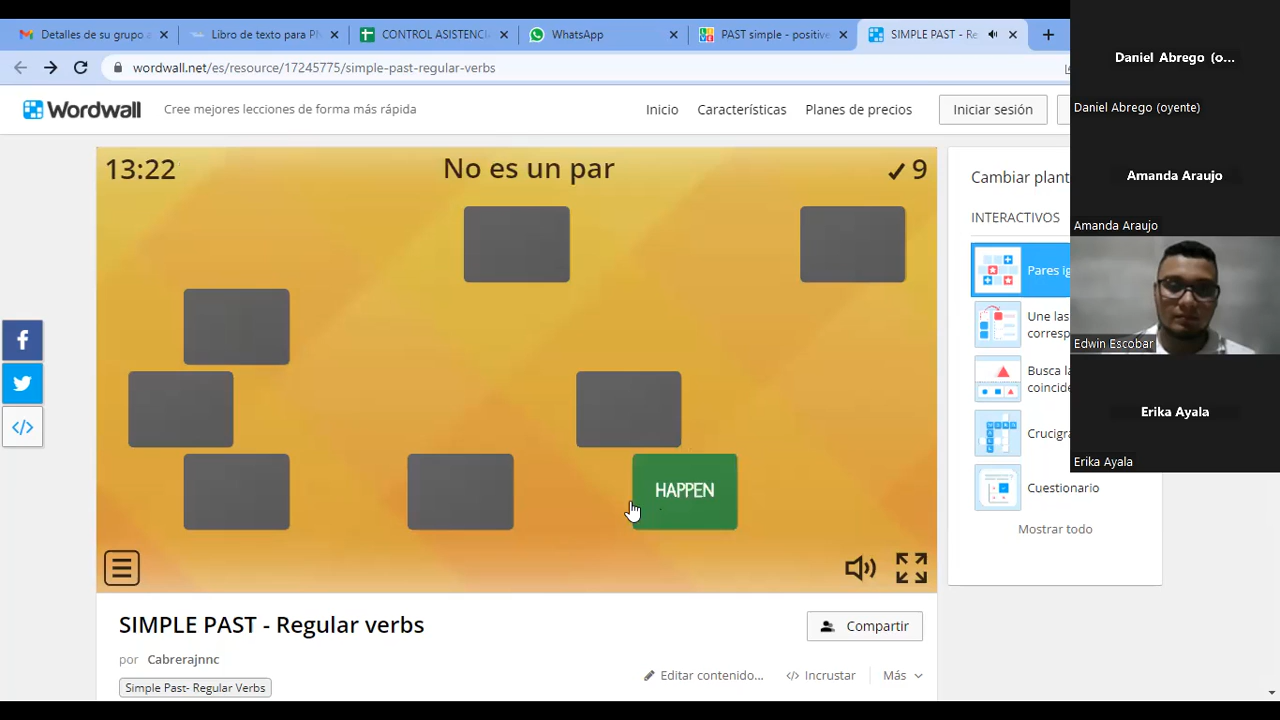 Detalles de su grupo a
Libro de texto para Ph
CONTROL ASISTENCI
WhatsApp
PAST simple - positive
SIMPLE PAST - Re
wordwall.net/es/resource/17245775/simple-past-regular-verbs
Wordwall
Cree mejores lecciones de forma más rápida
Inicio
Características
Planes de precios
Iniciar sesión
13:22
No es un par
9
HAPPEN
Cambiar plant
INTERACTIVOS
Pares ig
Une las
corresp
Busca la
coincide
Crucigra
Cuestionario
Mostrar todo
SIMPLE PAST - Regular verbs
Compartir
por Cabrerajnnc
Editar contenido...
Incrustar
Más
Simple Past- Regular Verbs
Daniel Abrego (o...
Daniel Abrego (oyente)
Amanda Araujo
Amanda Araujo
Edwin Escobar
Erika Ayala
Erika Ayala